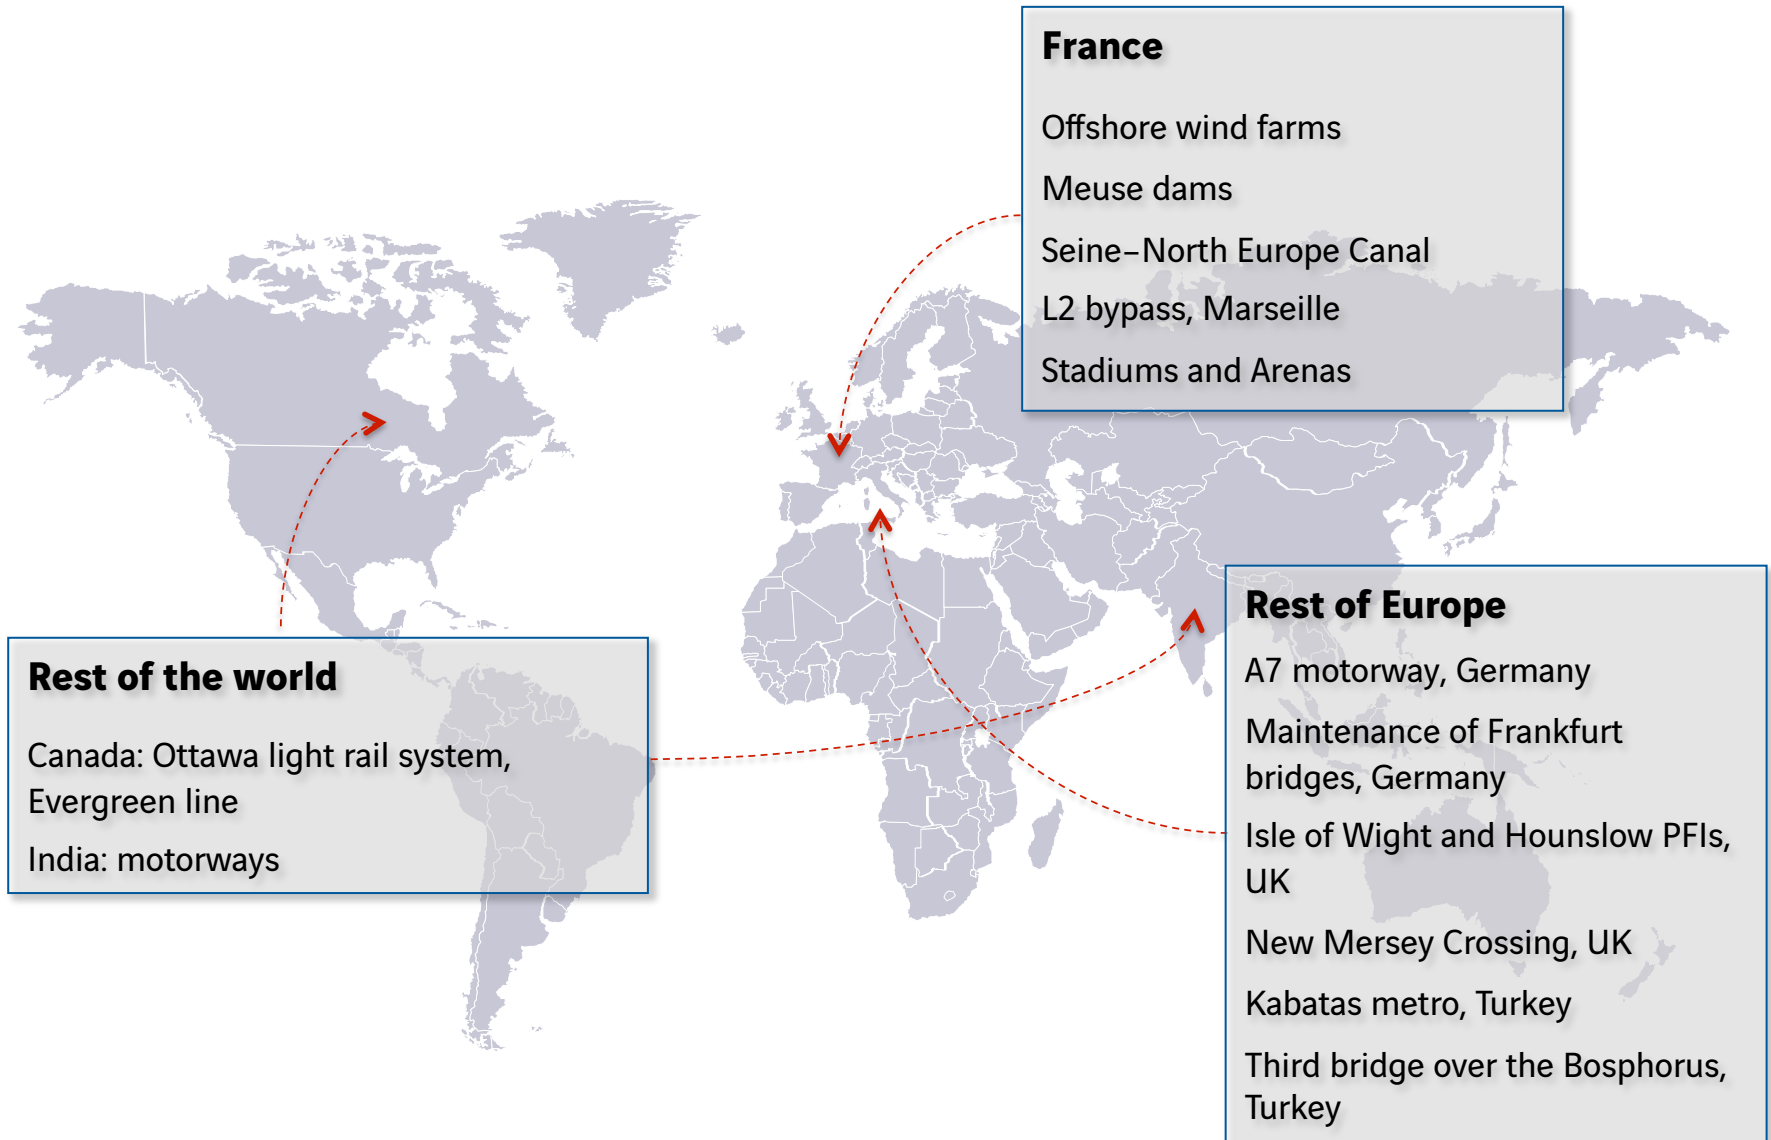 France
Offshore wind farms
Meuse dams
Seine–North Europe Canal
L2 bypass, Marseille
Stadiums and Arenas
Rest of the world
Canada: Ottawa light rail system,
Evergreen line
India: motorways
Rest of Europe
A7 motorway, Germany
Maintenance of Frankfurt
bridges, Germany
Isle of Wight and Hounslow PFIs,
UK
New Mersey Crossing, UK
Kabatas metro, Turkey
Third bridge over the Bosphorus,
Turkey